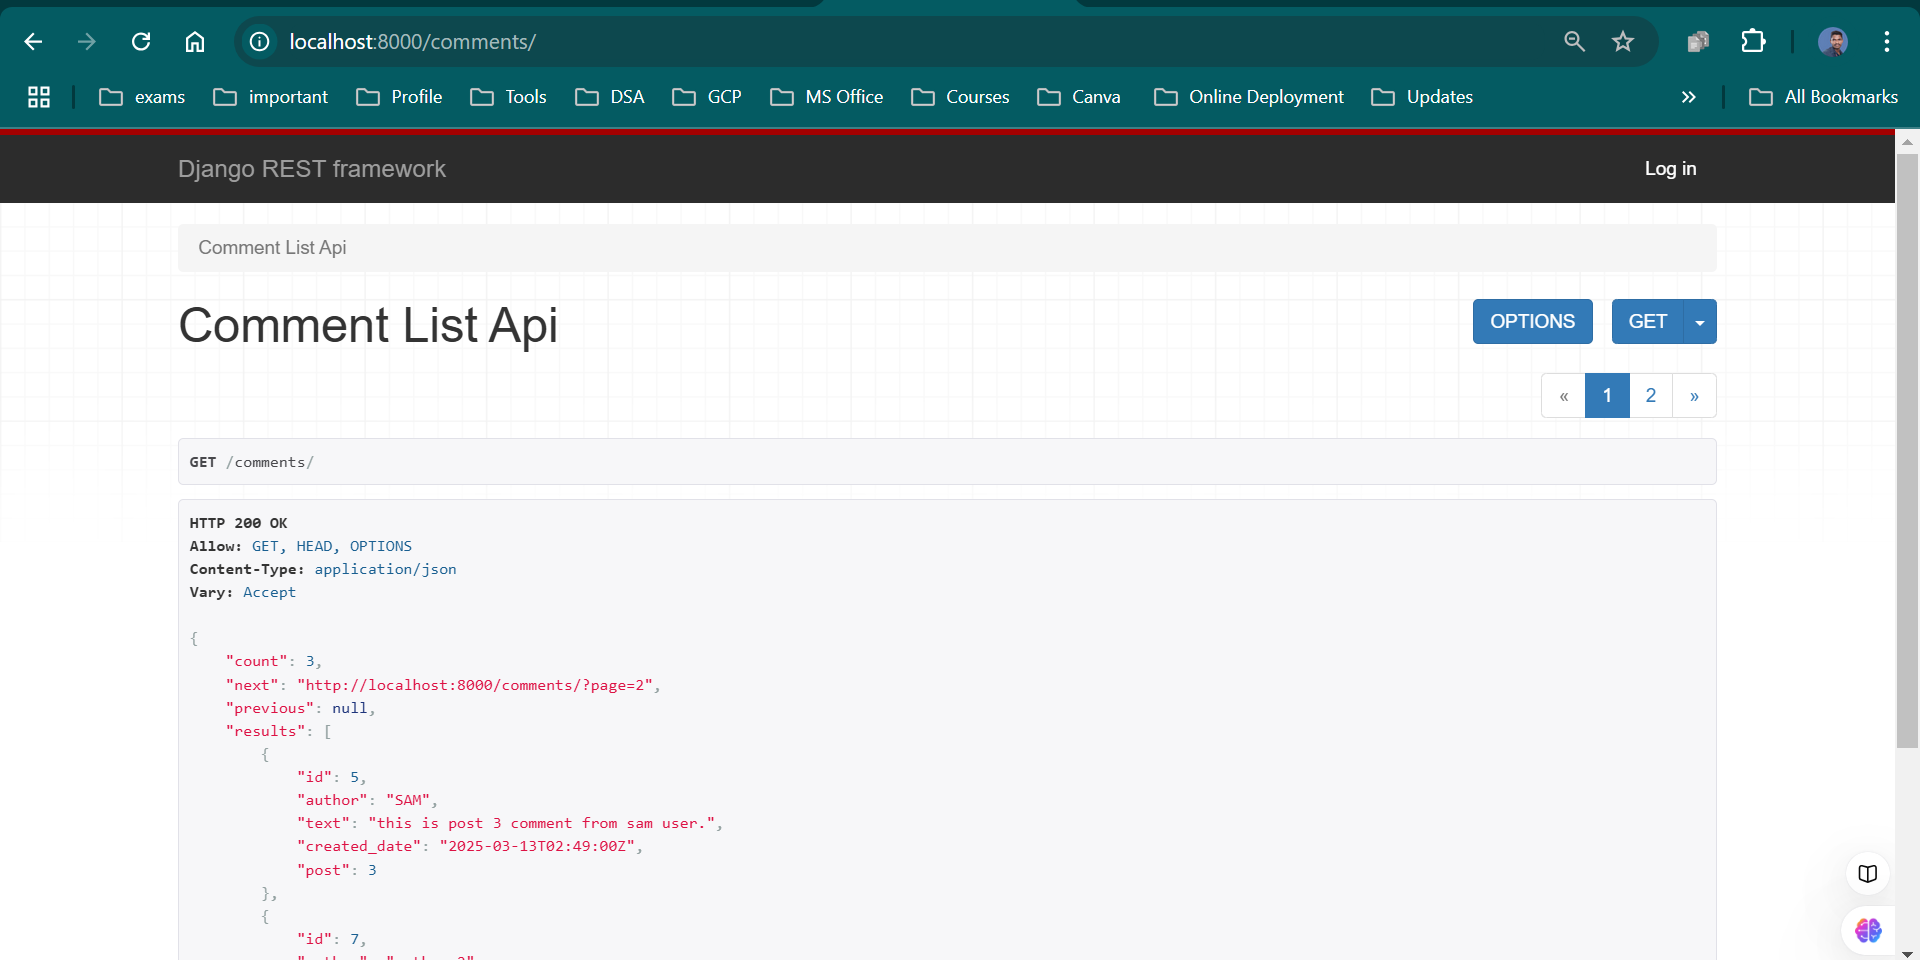 localhost:8000/comments/
exams important Profile Tools DSA GCP MS Office Courses Canva Online Deployment Updates » All Bookmarks
Django REST framework Log in
Comment List Api
Comment List Api OPTIONS GET
« 1 2 »
GET /comments/
HTTP 200 OK
Allow: GET, HEAD, OPTIONS
Content-Type: application/json
Vary: Accept
{
"count": 3,
"next": "http://localhost:8000/comments/?page=2",
"previous": null,
"results": [
{
"id": 5,
"author": "SAM",
"text": "this is post 3 comment from sam user.",
"created_date": "2025-03-13T02:49:00Z",
"post": 3
},
{
"id": 7,